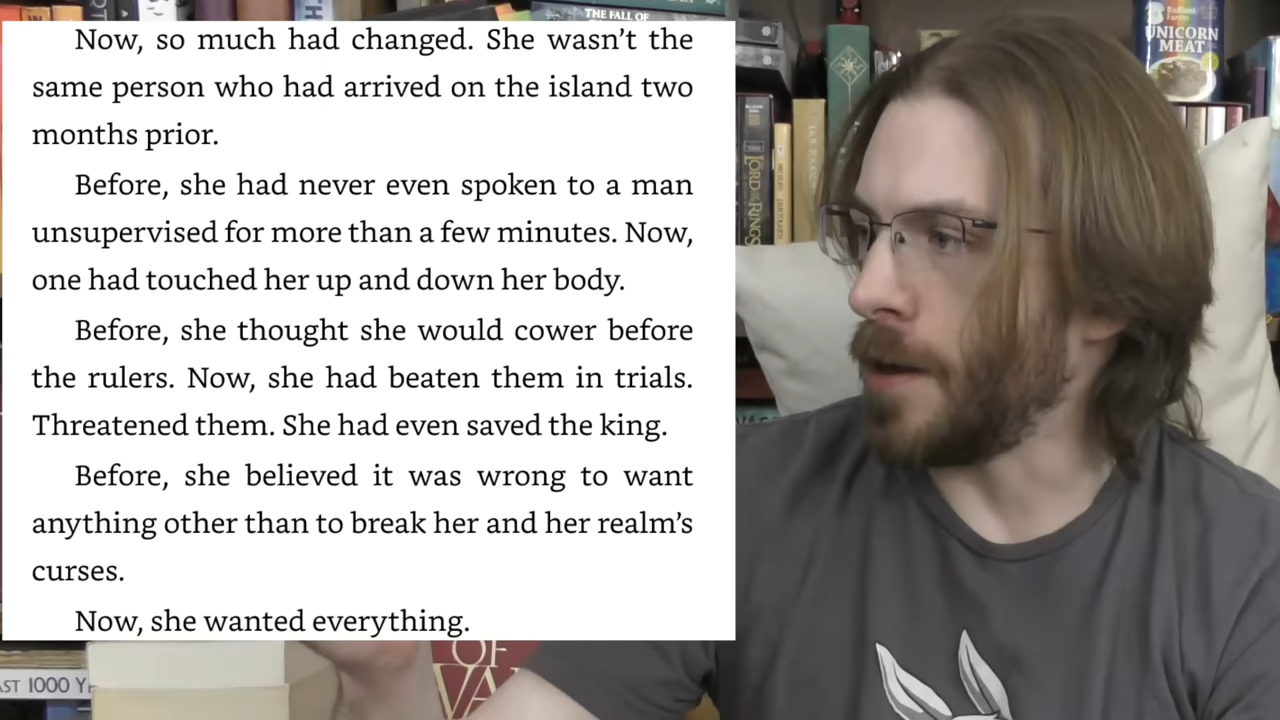 Now, so much had changed. She wasn’t the
same person who had arrived on the island two
months prior.
Before, she had never even spoken to a man
unsupervised for more than a few minutes. Now,
one had touched her up and down her body.
Before, she thought she would cower before
the rulers. Now, she had beaten them in trials.
Threatened them. She had even saved the king.
Before, she believed it was wrong to want
anything other than to break her and her realm’s
curses.
Now, she wanted everything.
THE FALL OF
Radiant
Farms
UNICORN
MEAT
LORD
THE
RINGS
OF
AST 1000 Y